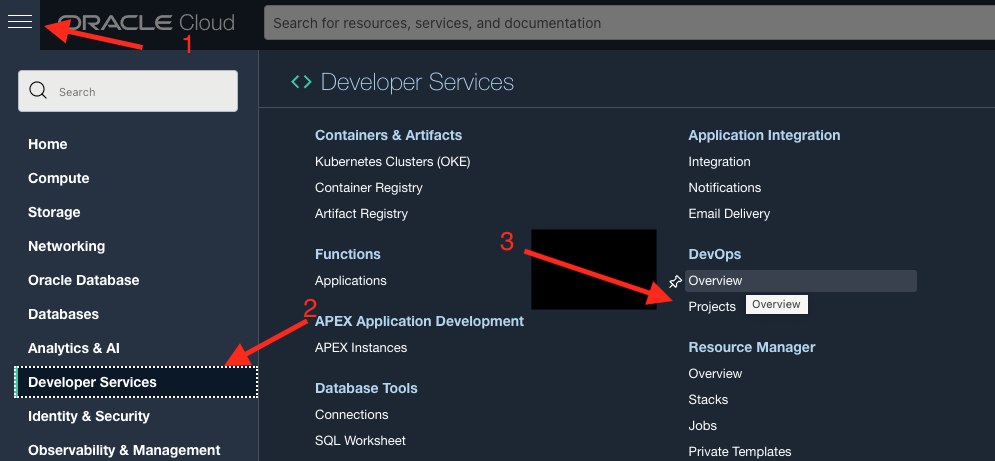 ORACLE Cloud
Search for resources, services, and documentation
1
Search
Home
Compute
Storage
Networking
Oracle Database
Databases
Analytics & AI
2
Developer Services
Identity & Security
Observability & Management
Developer Services
Containers & Artifacts
Kubernetes Clusters (OKE)
Container Registry
Artifact Registry
Functions
Applications
APEX Application Development
APEX Instances
Database Tools
Connections
SQL Worksheet
Application Integration
Integration
Notifications
Email Delivery
3
DevOps
Overview
Projects
Overview
Resource Manager
Overview
Stacks
Jobs
Private Templates